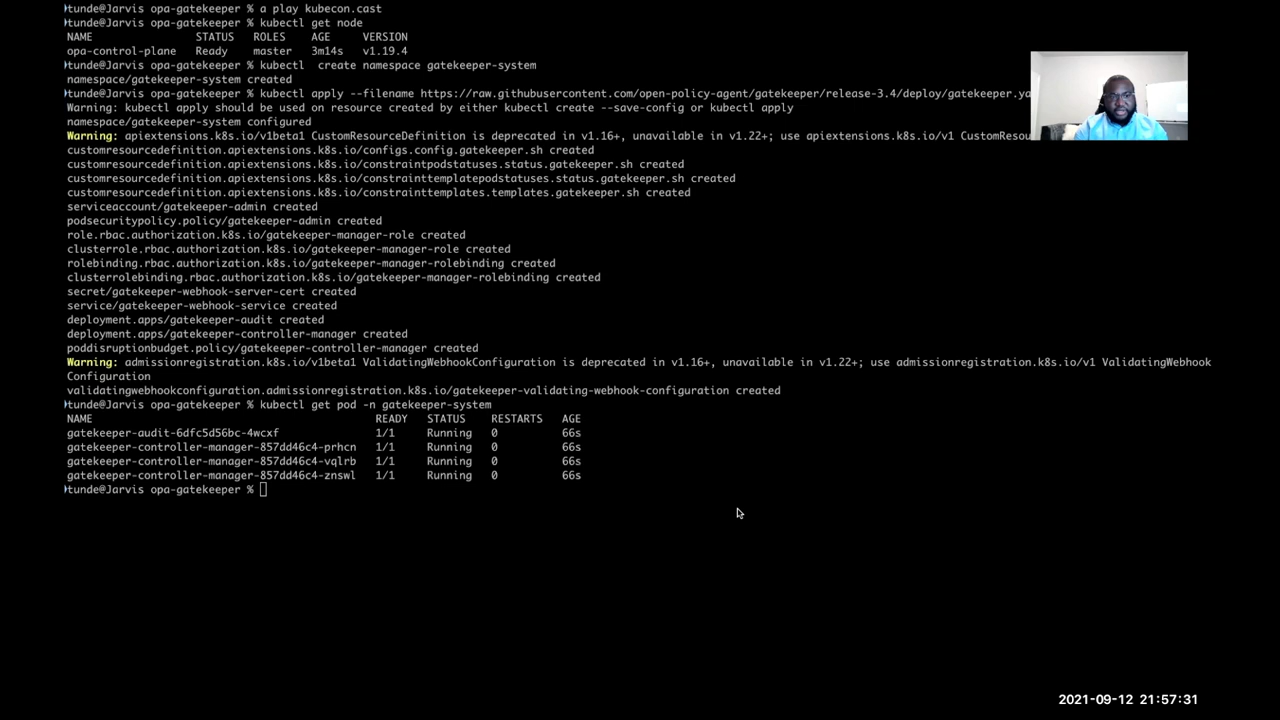 tunde@Jarvis opa-gatekeeper % a play kubecon.cast
tunde@Jarvis opa-gatekeeper % kubectl get node
NAME STATUS ROLES AGE VERSION
opa-control-plane Ready master 3m14s v1.19.4
tunde@Jarvis opa-gatekeeper % kubectl  create namespace gatekeeper-system
namespace/gatekeeper-system created
tunde@Jarvis opa-gatekeeper % kubectl apply --filename https://raw.githubusercontent.com/open-policy-agent/gatekeeper/release-3.4/deploy/gatekeeper.ya
Warning: kubectl apply should be used on resource created by either kubectl create --save-config or kubectl apply
namespace/gatekeeper-system configured
Warning: apiextensions.k8s.io/v1beta1 CustomResourceDefinition is deprecated in v1.16+, unavailable in v1.22+; use apiextensions.k8s.io/v1 CustomResou
customresourcedefinition.apiextensions.k8s.io/configs.config.gatekeeper.sh created
customresourcedefinition.apiextensions.k8s.io/constraintpodstatuses.status.gatekeeper.sh created
customresourcedefinition.apiextensions.k8s.io/constrainttemplatepodstatuses.status.gatekeeper.sh created
customresourcedefinition.apiextensions.k8s.io/constrainttemplates.templates.gatekeeper.sh created
serviceaccount/gatekeeper-admin created
podsecuritypolicy.policy/gatekeeper-admin created
role.rbac.authorization.k8s.io/gatekeeper-manager-role created
clusterrole.rbac.authorization.k8s.io/gatekeeper-manager-role created
rolebinding.rbac.authorization.k8s.io/gatekeeper-manager-rolebinding created
clusterrolebinding.rbac.authorization.k8s.io/gatekeeper-manager-rolebinding created
secret/gatekeeper-webhook-server-cert created
service/gatekeeper-webhook-service created
deployment.apps/gatekeeper-audit created
deployment.apps/gatekeeper-controller-manager created
poddisruptionbudget.policy/gatekeeper-controller-manager created
Warning: admissionregistration.k8s.io/v1beta1 ValidatingWebhookConfiguration is deprecated in v1.16+, unavailable in v1.22+; use admissionregistration.k8s.io/v1 ValidatingWebhook
Configuration
validatingwebhookconfiguration.admissionregistration.k8s.io/gatekeeper-validating-webhook-configuration created
tunde@Jarvis opa-gatekeeper % kubectl get pod -n gatekeeper-system
NAME READY STATUS RESTARTS AGE
gatekeeper-audit-6dfc5d56bc-4wcxf 1/1 Running 0 66s
gatekeeper-controller-manager-857dd46c4-prhcn 1/1 Running 0 66s
gatekeeper-controller-manager-857dd46c4-vqlrb 1/1 Running 0 66s
gatekeeper-controller-manager-857dd46c4-znswl 1/1 Running 0 66s
tunde@Jarvis opa-gatekeeper %
2021-09-12 21:57:31